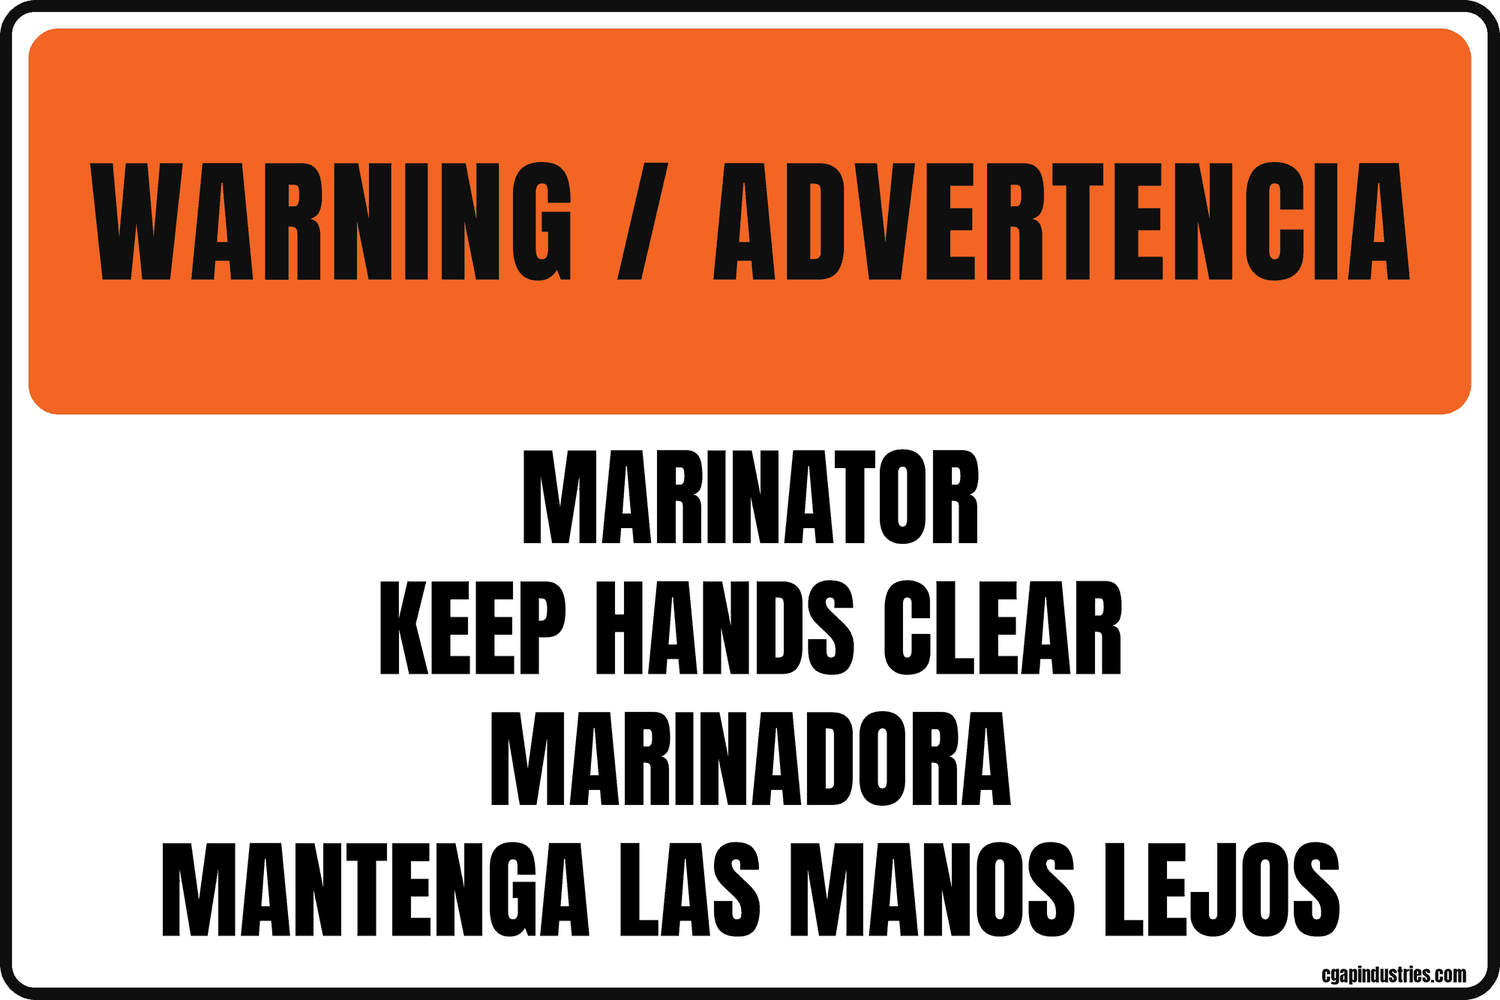 WARNING / ADVERTENCIA
MARINATOR
KEEP HANDS CLEAR
MARINADORA
MANTENGA LAS MANOS LEJOS
cgapindustries.com